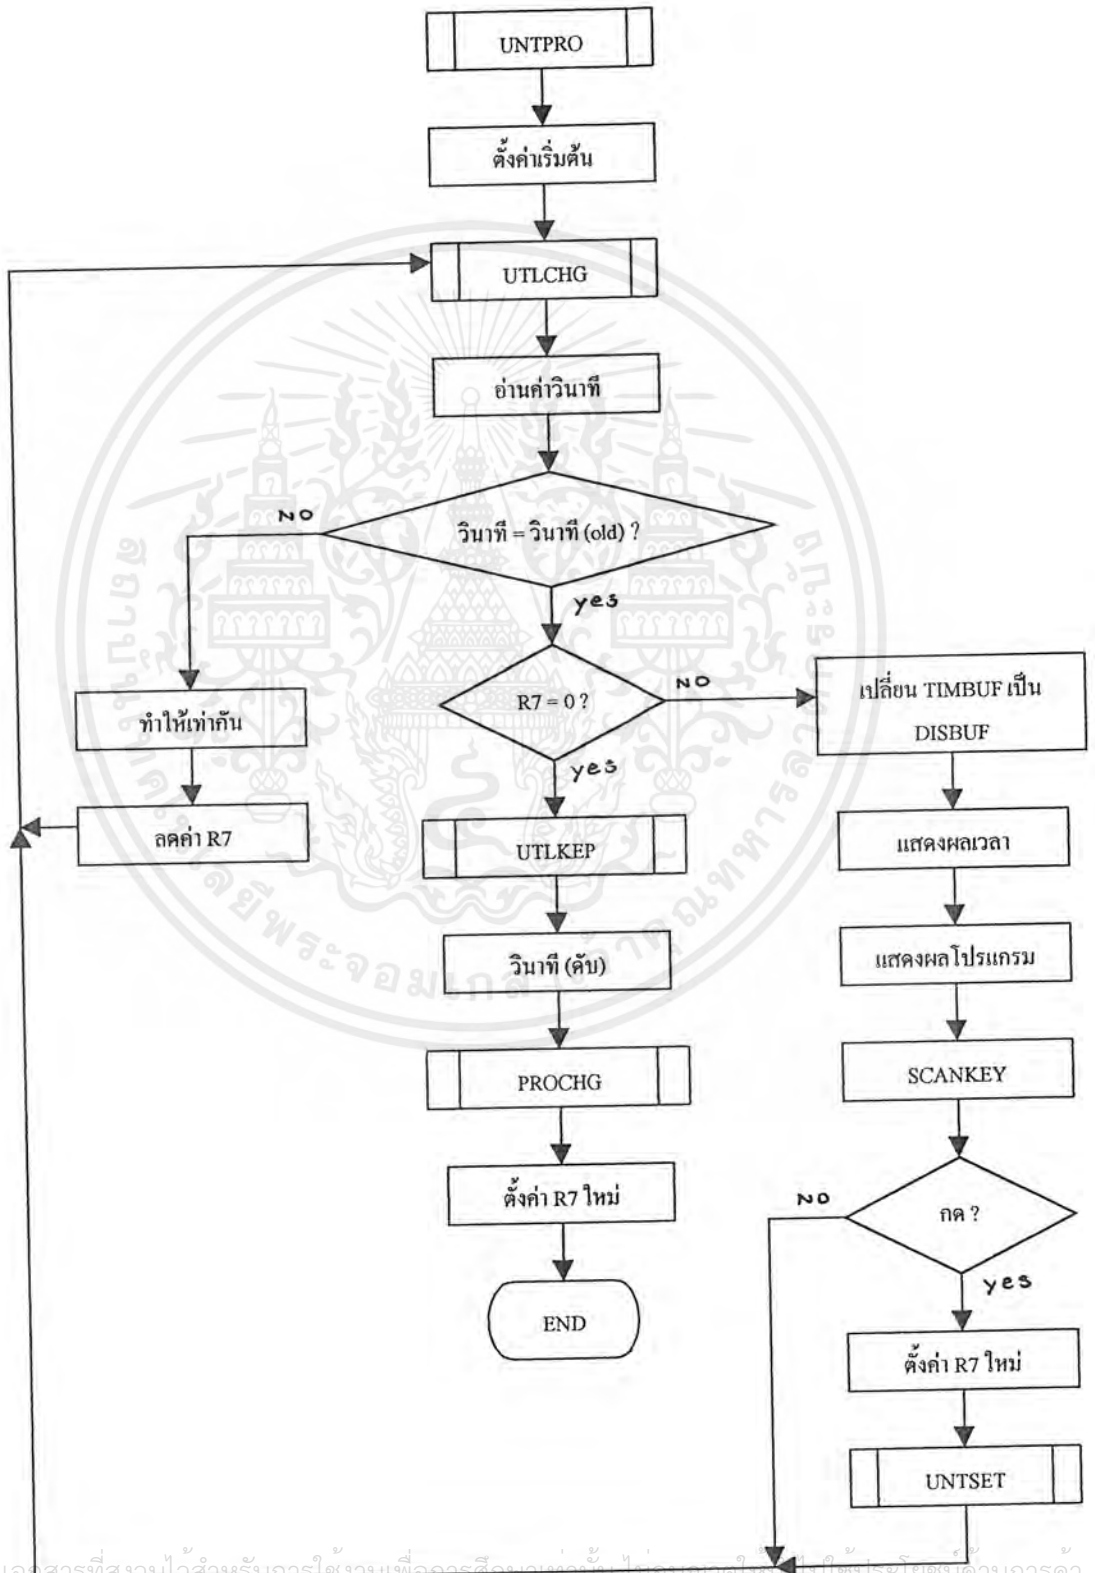 UNTPRO
ตั้งค่าเริ่มต้น
UTLCHG
อ่านค่าวินาที
วินาที = วินาที (old) ?
NO
yes
R7 = 0 ?
NO
yes
ทำให้เท่ากัน
ลดค่า R7
เปลี่ยน TIMBUF เป็น
DISBUF
UTLKEP
แสดงผลเวลา
วินาที (ดับ)
แสดงผลโปรแกรม
PROCHG
SCANKEY
ตั้งค่า R7 ใหม่
กด ?
NO
yes
END
ตั้งค่า R7 ใหม่
UNTSET